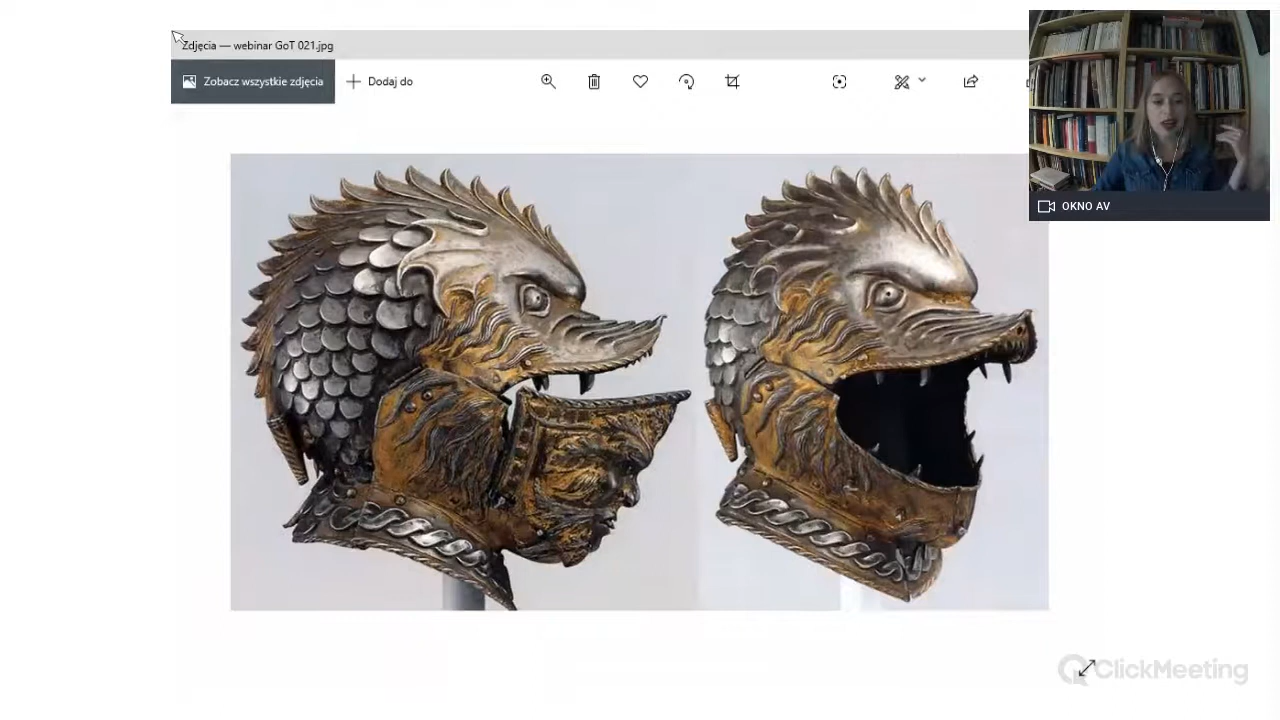 Zdjęcia — webinar GoT 021.jpg
Zobacz wszystkie zdjęcia
Dodaj do
OKNO AV
ClickMeeting